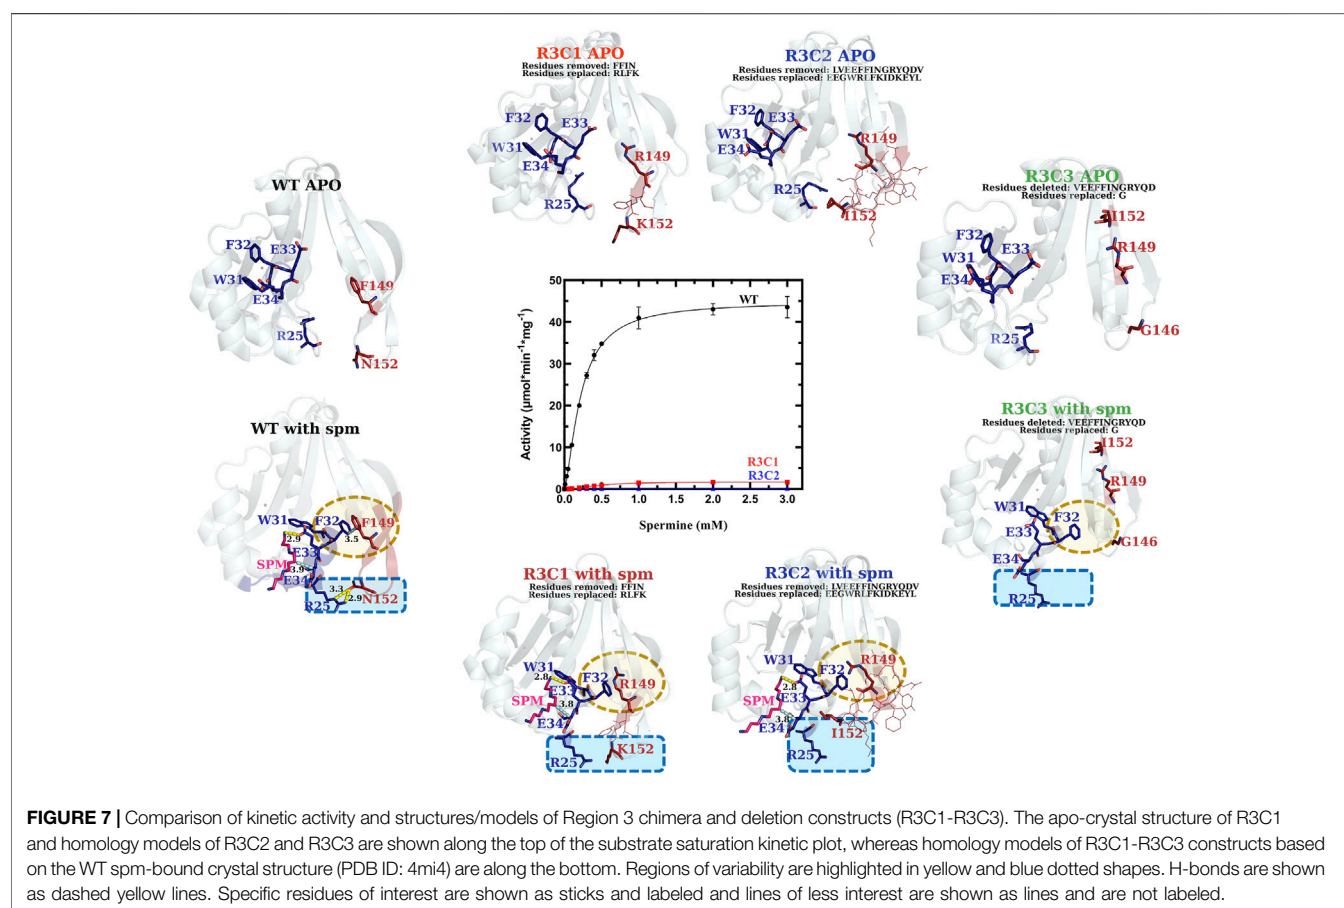 R3C1 APO
Residues removed: FFIN
Residues replaced: RLFK
F32
E33
W31
E34
R149
R25
K152
R3C2 APO
Residues removed: LVEEFFINGRYQDV
Residues replaced: EEGWRLFKIDKEYL
F32
E33
W31
E34
R149
R25
I152
WT APO
F32
E33
W31
E34
F149
R25
N152
R3C3 APO
Residues deleted: VEEFFINGRYQD
Residues replaced: G
I152
F32
E33
R149
W31
E34
R25
G146
50
40
30
20
10
0
0.0
0.5
1.0
1.5
2.0
2.5
3.0
Activity (µmol*min⁻¹*mg⁻¹)
Spermine (mM)
WT
R3C1
R3C2
WT with spm
W31
F32
F149
2.9
3.5
E33
SPM
3.9
E34
3.3
2.9
N152
R25
R3C3 with spm
Residues deleted: VEEFFINGRYQD
Residues replaced: G
I152
R149
W31
F32
E33
G146
E34
R25
R3C1 with spm
Residues removed: FFIN
Residues replaced: RLFK
W31
2.8
F32
E33
R149
SPM
3.8
E34
K152
R25
R3C2 with spm
Residues removed: LVEEFFINGRYQDV
Residues replaced: EEGWRLFKIDKEYL
W31
F32
R149
2.8
E33
SPM
3.8
E34
I152
R25
FIGURE 7 | Comparison of kinetic activity and structures/models of Region 3 chimera and deletion constructs (R3C1-R3C3). The apo-crystal structure of R3C1
and homology models of R3C2 and R3C3 are shown along the top of the substrate saturation kinetic plot, whereas homology models of R3C1-R3C3 constructs based
on the WT spm-bound crystal structure (PDB ID: 4mi4) are along the bottom. Regions of variability are highlighted in yellow and blue dotted shapes. H-bonds are shown
as dashed yellow lines. Specific residues of interest are shown as sticks and labeled and lines of less interest are shown as lines and are not labeled.